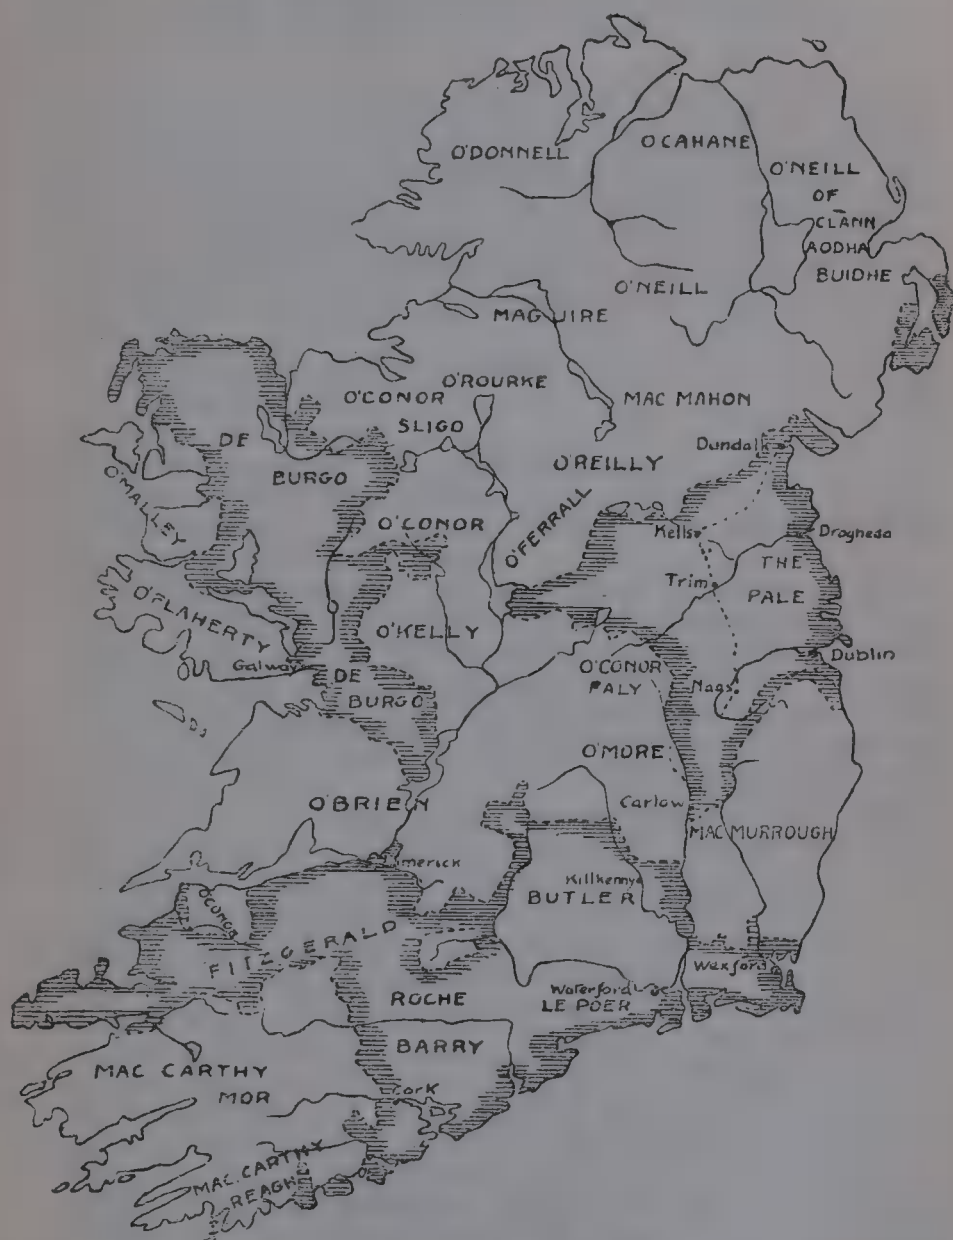 O'DONNELL
O'CAHANE
O'NEILL
OF
CLANN
AODHA
BUIDHE
O'NEILL
MAGUIRE
O'ROURKE
O'CONOR
SLIGO
MAC MAHON
DE
BURGO
O'REILLY
Dundalk
O'MALLEY
O'CONOR
O'FERRALL
Kells
Drogheda
THE
PALE
Trim
O'FLAHERTY
O'KELLY
Galway
DE
BURGO
O'CONOR
FALY
Naas
Dublin
O'MORE
O'BRIEN
Carlow
MAC MURROUGH
Limerick
Killkenny
BUTLER
O'CONOR
FITZGERALD
Wexford
Waterford
LE POER
ROCHE
BARRY
MAC CARTHY
MOR
Cork
MAC CARTHY
REAGH